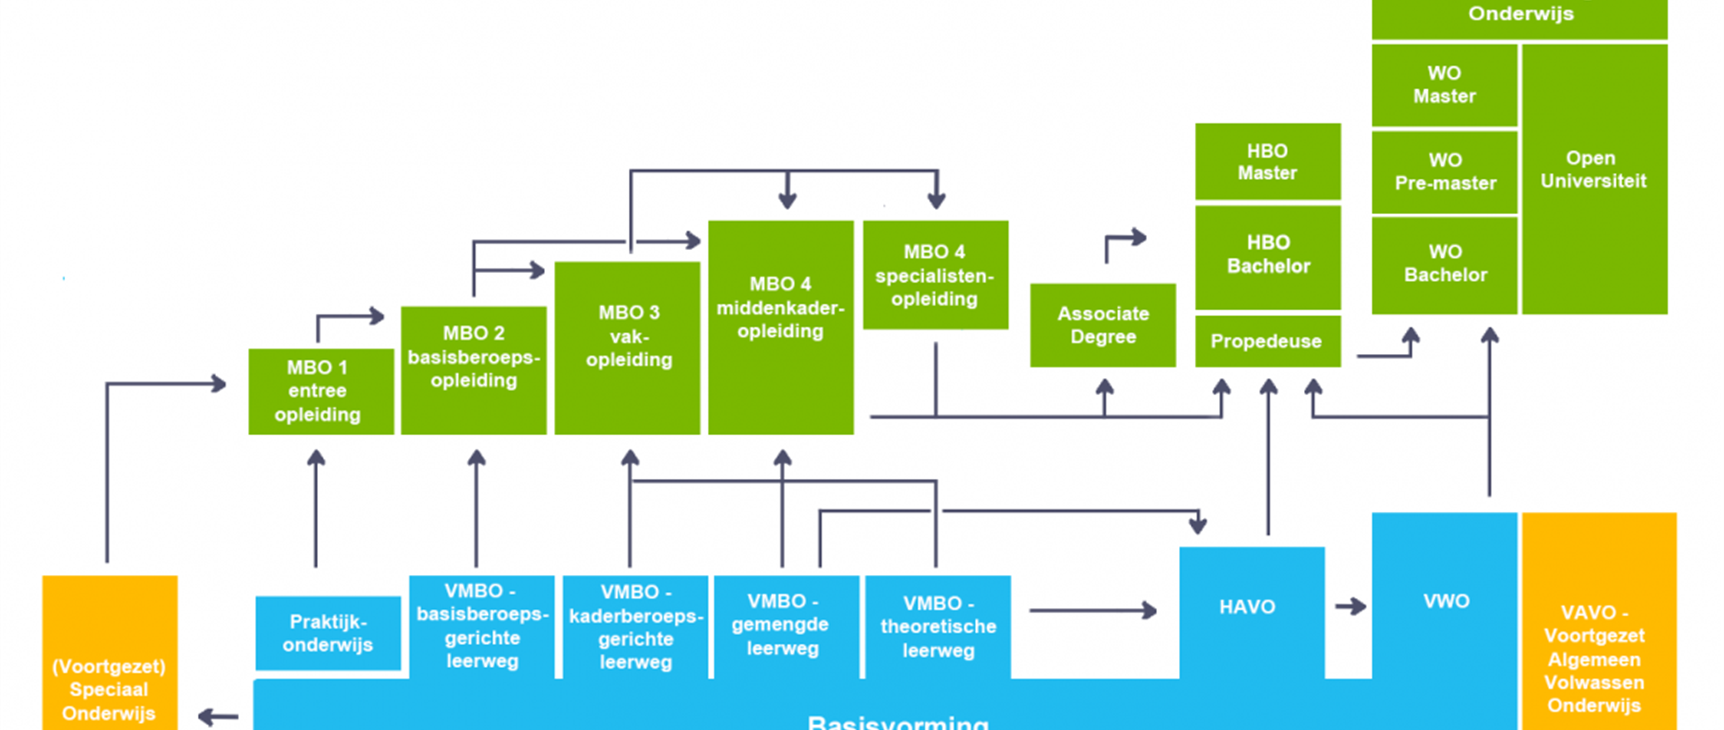 Onderwijs
WO
Master
WO
Pre-master
WO
Bachelor
Open
Universiteit
HBO
Master
HBO
Bachelor
Propedeuse
Associate
Degree
MBO 4
specialisten-
opleiding
MBO 4
middenkader-
opleiding
MBO 3
vak-
opleiding
MBO 2
basisberoeps-
opleiding
MBO 1
entree
opleiding
(Voortgezet)
Speciaal
Onderwijs
Praktijk-
onderwijs
VMBO -
basisberoeps-
gerichte
leerweg
VMBO -
kaderberoeps-
gerichte
leerweg
VMBO -
gemengde
leerweg
VMBO -
theoretische
leerweg
HAVO
VWO
VAVO -
Voortgezet
Algemeen
Volwassen
Onderwijs
Basisvorming